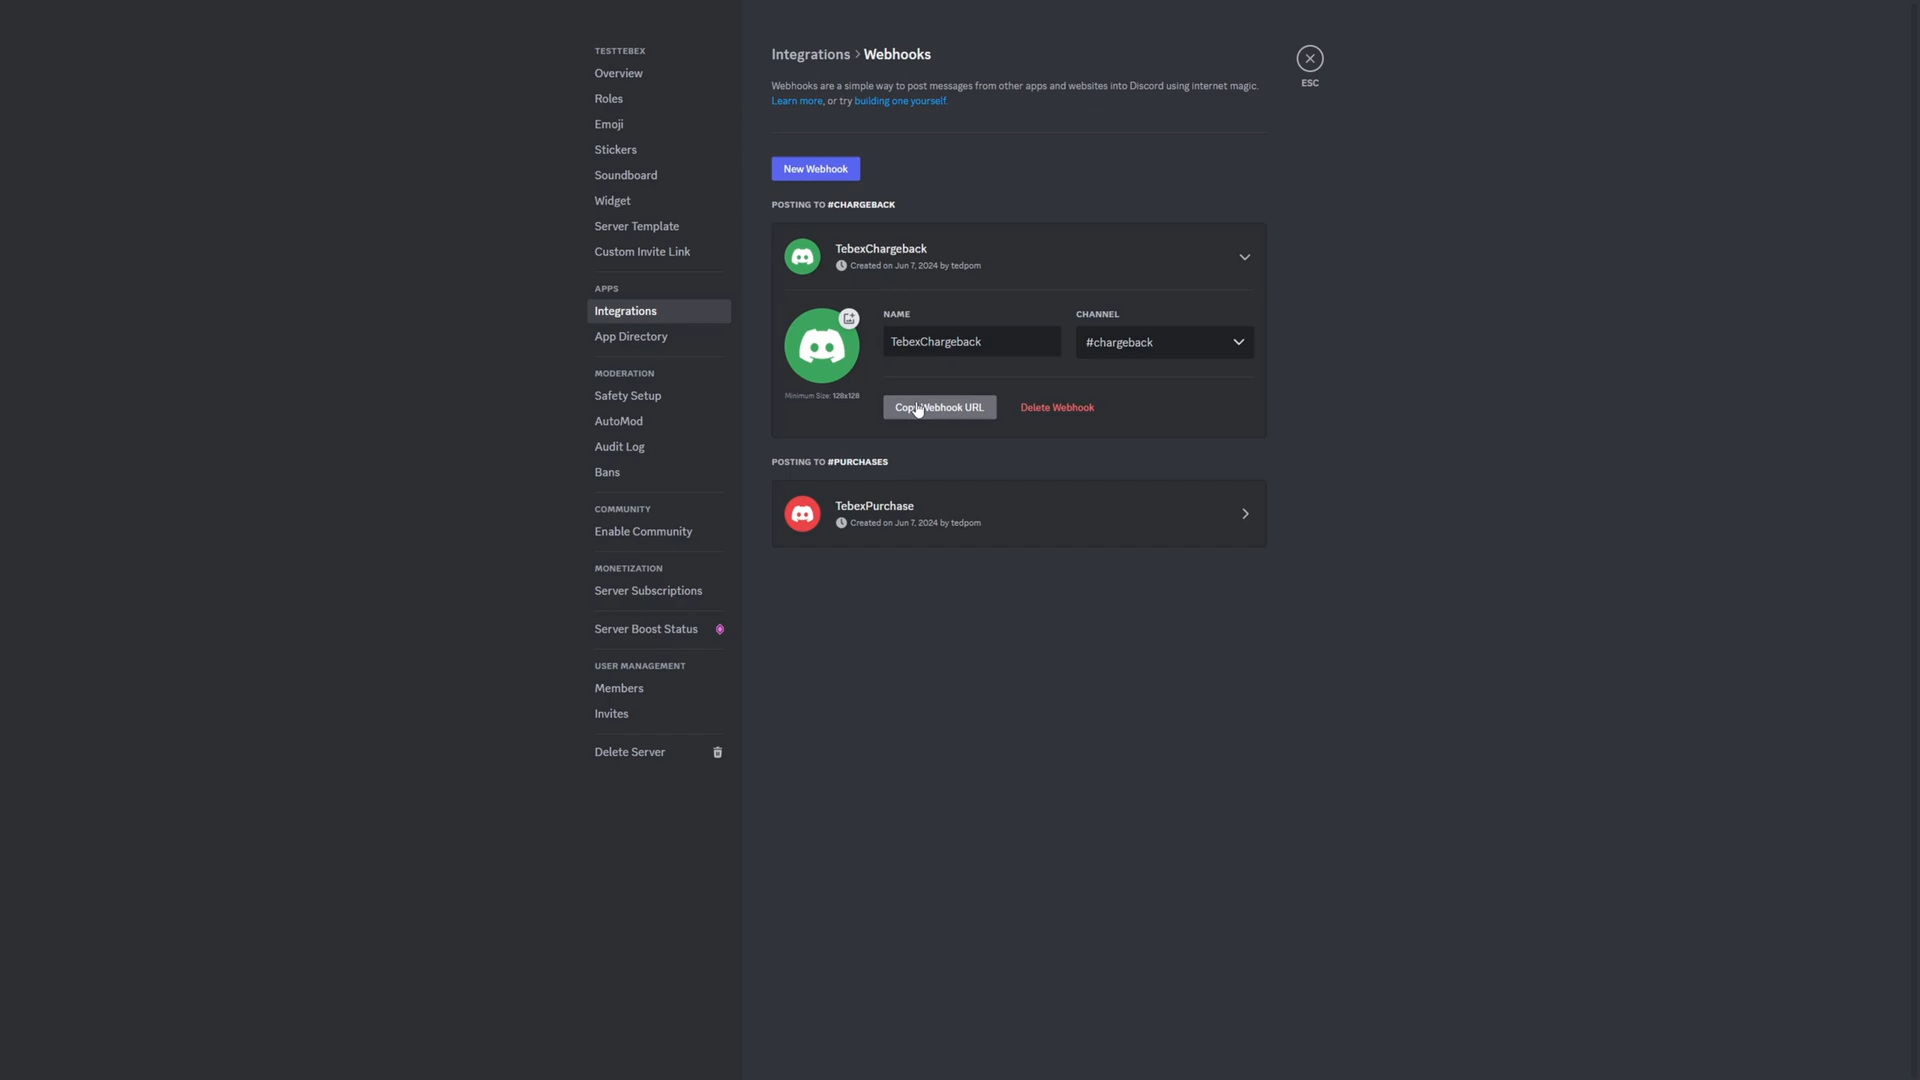 TESTTEBEX
Overview
Roles
Emoji
Stickers
Soundboard
Widget
Server Template
Custom Invite Link
APPS
Integrations
App Directory
MODERATION
Safety Setup
AutoMod
Audit Log
Bans
COMMUNITY
Enable Community
MONETIZATION
Server Subscriptions
Server Boost Status
USER MANAGEMENT
Members
Invites
Delete Server
Integrations > Webhooks
Webhooks are a simple way to post messages from other apps and websites into Discord using internet magic.
Learn more, or try building one yourself.
New Webhook
POSTING TO #CHARGEBACK
TebexChargeback
Created on Jun 7, 2024 by tedpom
NAME
TebexChargeback
CHANNEL
#chargeback
Minimum Size: 128x128
Copy Webhook URL
Delete Webhook
POSTING TO #PURCHASES
TebexPurchase
Created on Jun 7, 2024 by tedpom
ESC